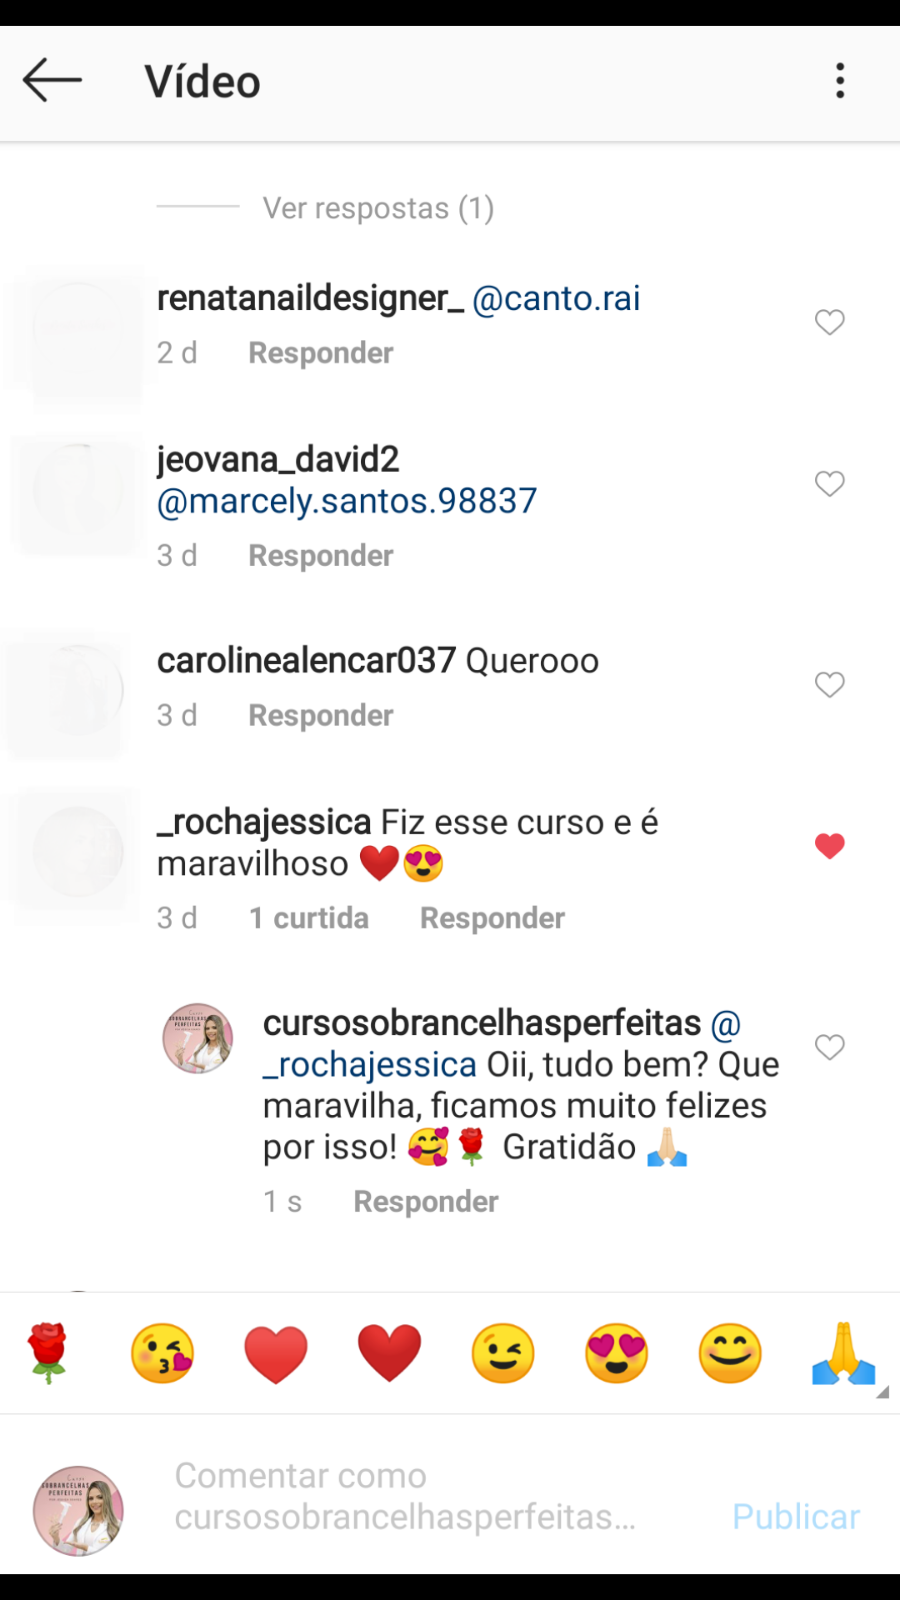 Vídeo
Ver respostas (1)
renatanaildesigner_ @canto.rai
2 d Responder
jeovana_david2
@marcely.santos.98837
3 d Responder
carolinealencar037 Querooo
3 d Responder
_rochajessica Fiz esse curso e é
maravilhoso ❤️😍
3 d 1 curtida Responder
cursosobrancelhasperfeitas @
_rochajessica Oii, tudo bem? Que
maravilha, ficamos muito felizes
por isso! 🥰🌹 Gratidão 🙏🏻
1 s Responder
Comentar como
cursosobrancelhasperfeitas...
Publicar